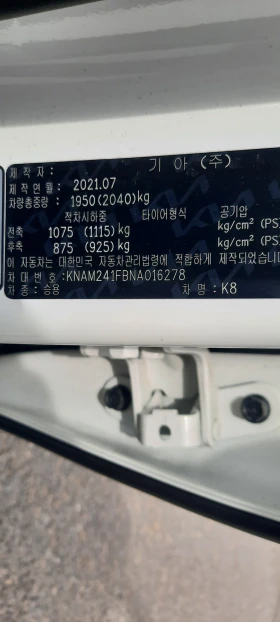 제 작 자 : 기 아 (주)
제 작 연 월 : 2021.07
차량총중량 : 1950(2040)kg
적차시하중 타이어형식 공기압
전축 1075 (1115)kg kg/cm² (PS
후축 875 (925)kg kg/cm² (PS
이 자동차는 대한민국 자동차관리법령에 적합하게 제작되었습
차 대 번 호 :KNAM241FBNA016278
차 종 : 승용 차 명 : K8